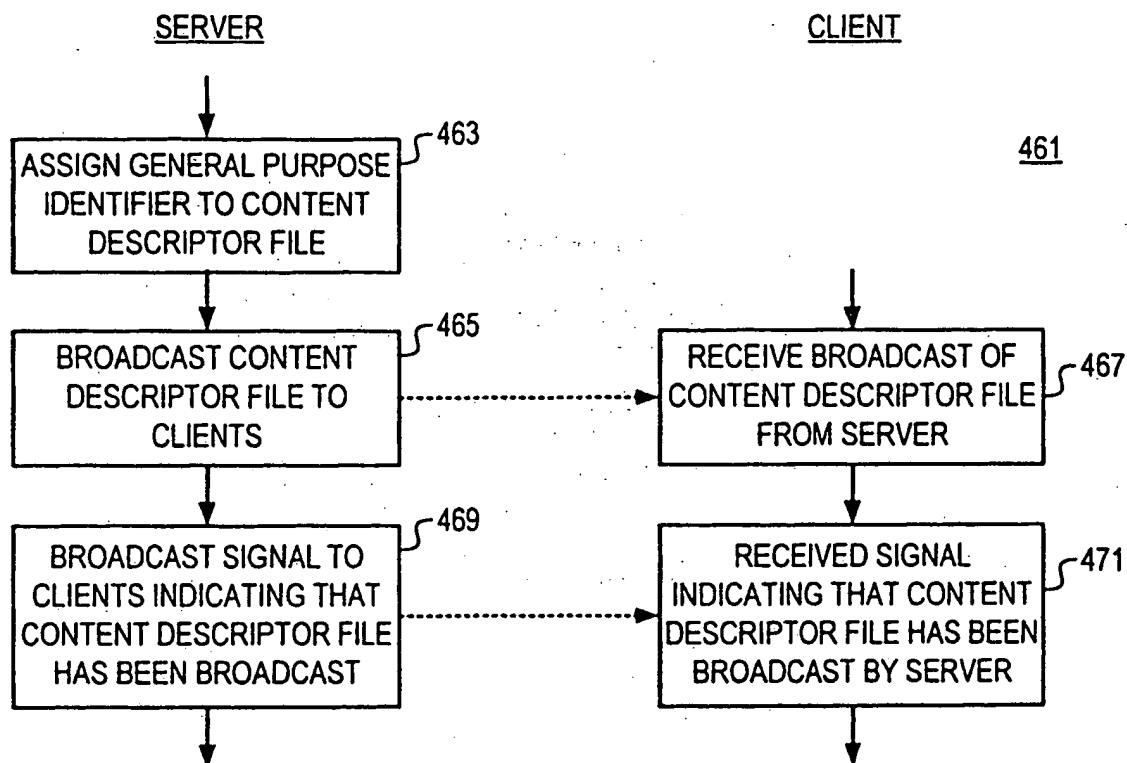 SERVER
CLIENT
463
461
ASSIGN GENERAL PURPOSE
IDENTIFIER TO CONTENT
DESCRIPTOR FILE
465
BROADCAST CONTENT
DESCRIPTOR FILE TO
CLIENTS
RECEIVE BROADCAST OF
CONTENT DESCRIPTOR FILE
FROM SERVER
467
469
BROADCAST SIGNAL TO
CLIENTS INDICATING THAT
CONTENT DESCRIPTOR FILE
HAS BEEN BROADCAST
RECEIVED SIGNAL
INDICATING THAT CONTENT
DESCRIPTOR FILE HAS BEEN
BROADCAST BY SERVER
471